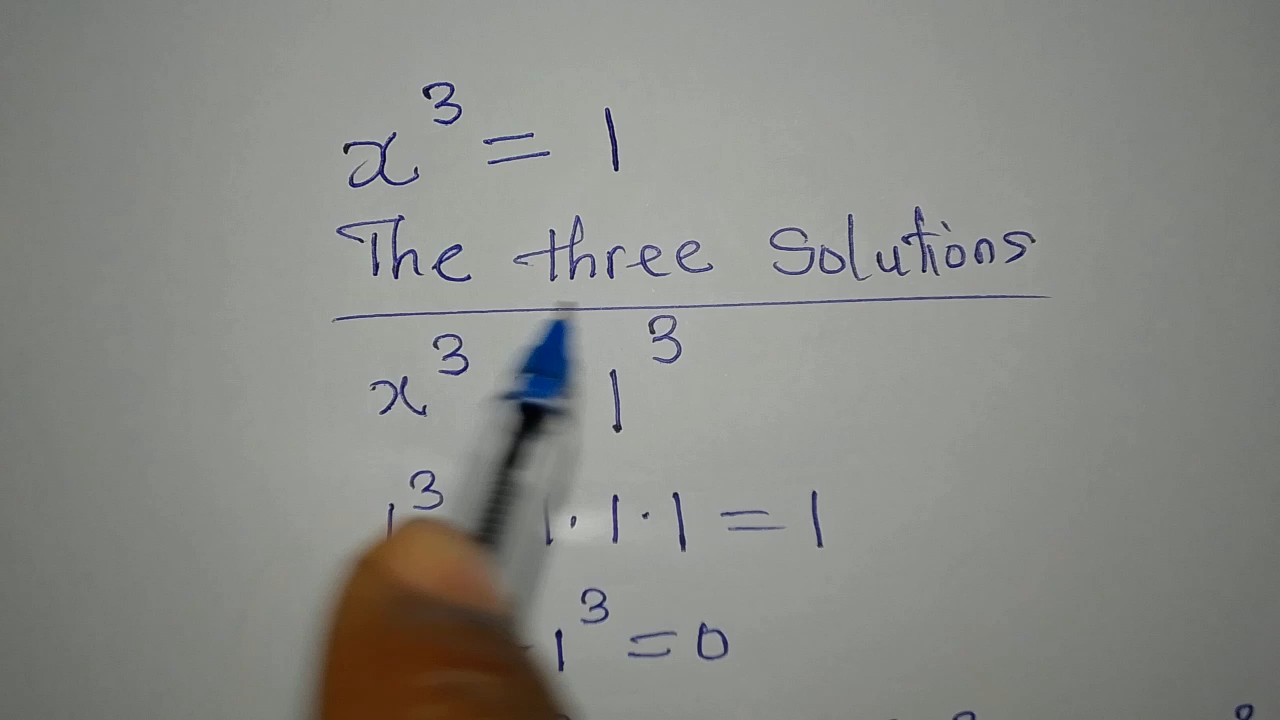 x³ = 1
The three Solutions
x³ 1³
1³ 1·1·1 = 1
- 1³ = 0